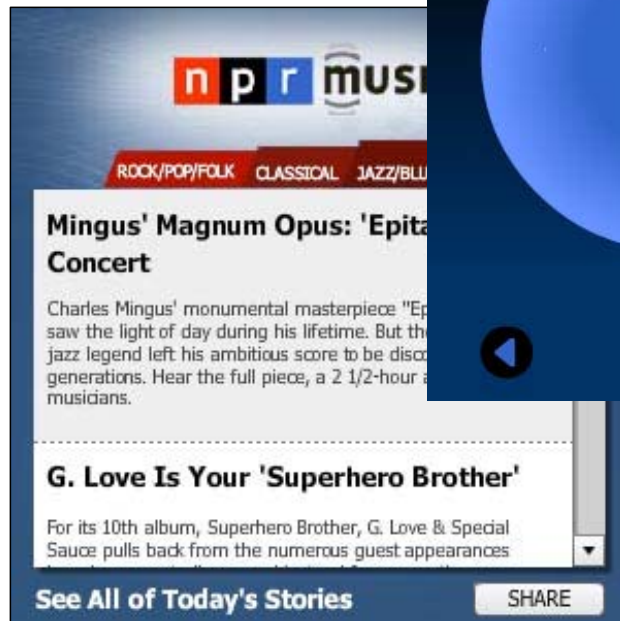 npr musi
ROCK/POP/FOLK CLASSICAL JAZZ/BLU
Mingus' Magnum Opus: 'Epita
Concert
Charles Mingus' monumental masterpiece "Ep
saw the light of day during his lifetime. But the
jazz legend left his ambitious score to be disco
generations. Hear the full piece, a 2 1/2-hour a
musicians.
G. Love Is Your 'Superhero Brother'
For its 10th album, Superhero Brother, G. Love & Special
Sauce pulls back from the numerous guest appearances
See All of Today's Stories
SHARE